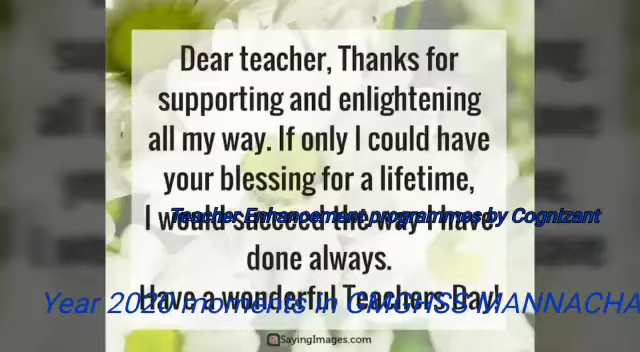 Dear teacher, Thanks for
supporting and enlightening
all my way. If only I could have
your blessing for a lifetime,
I would succeed the way I have
Teacher Enhancement programmes by Cognizant
done always.
Have a wonderful Teachers Day!
Year 2020 moments in GMGHSS MANNACHA
SayingImages.com